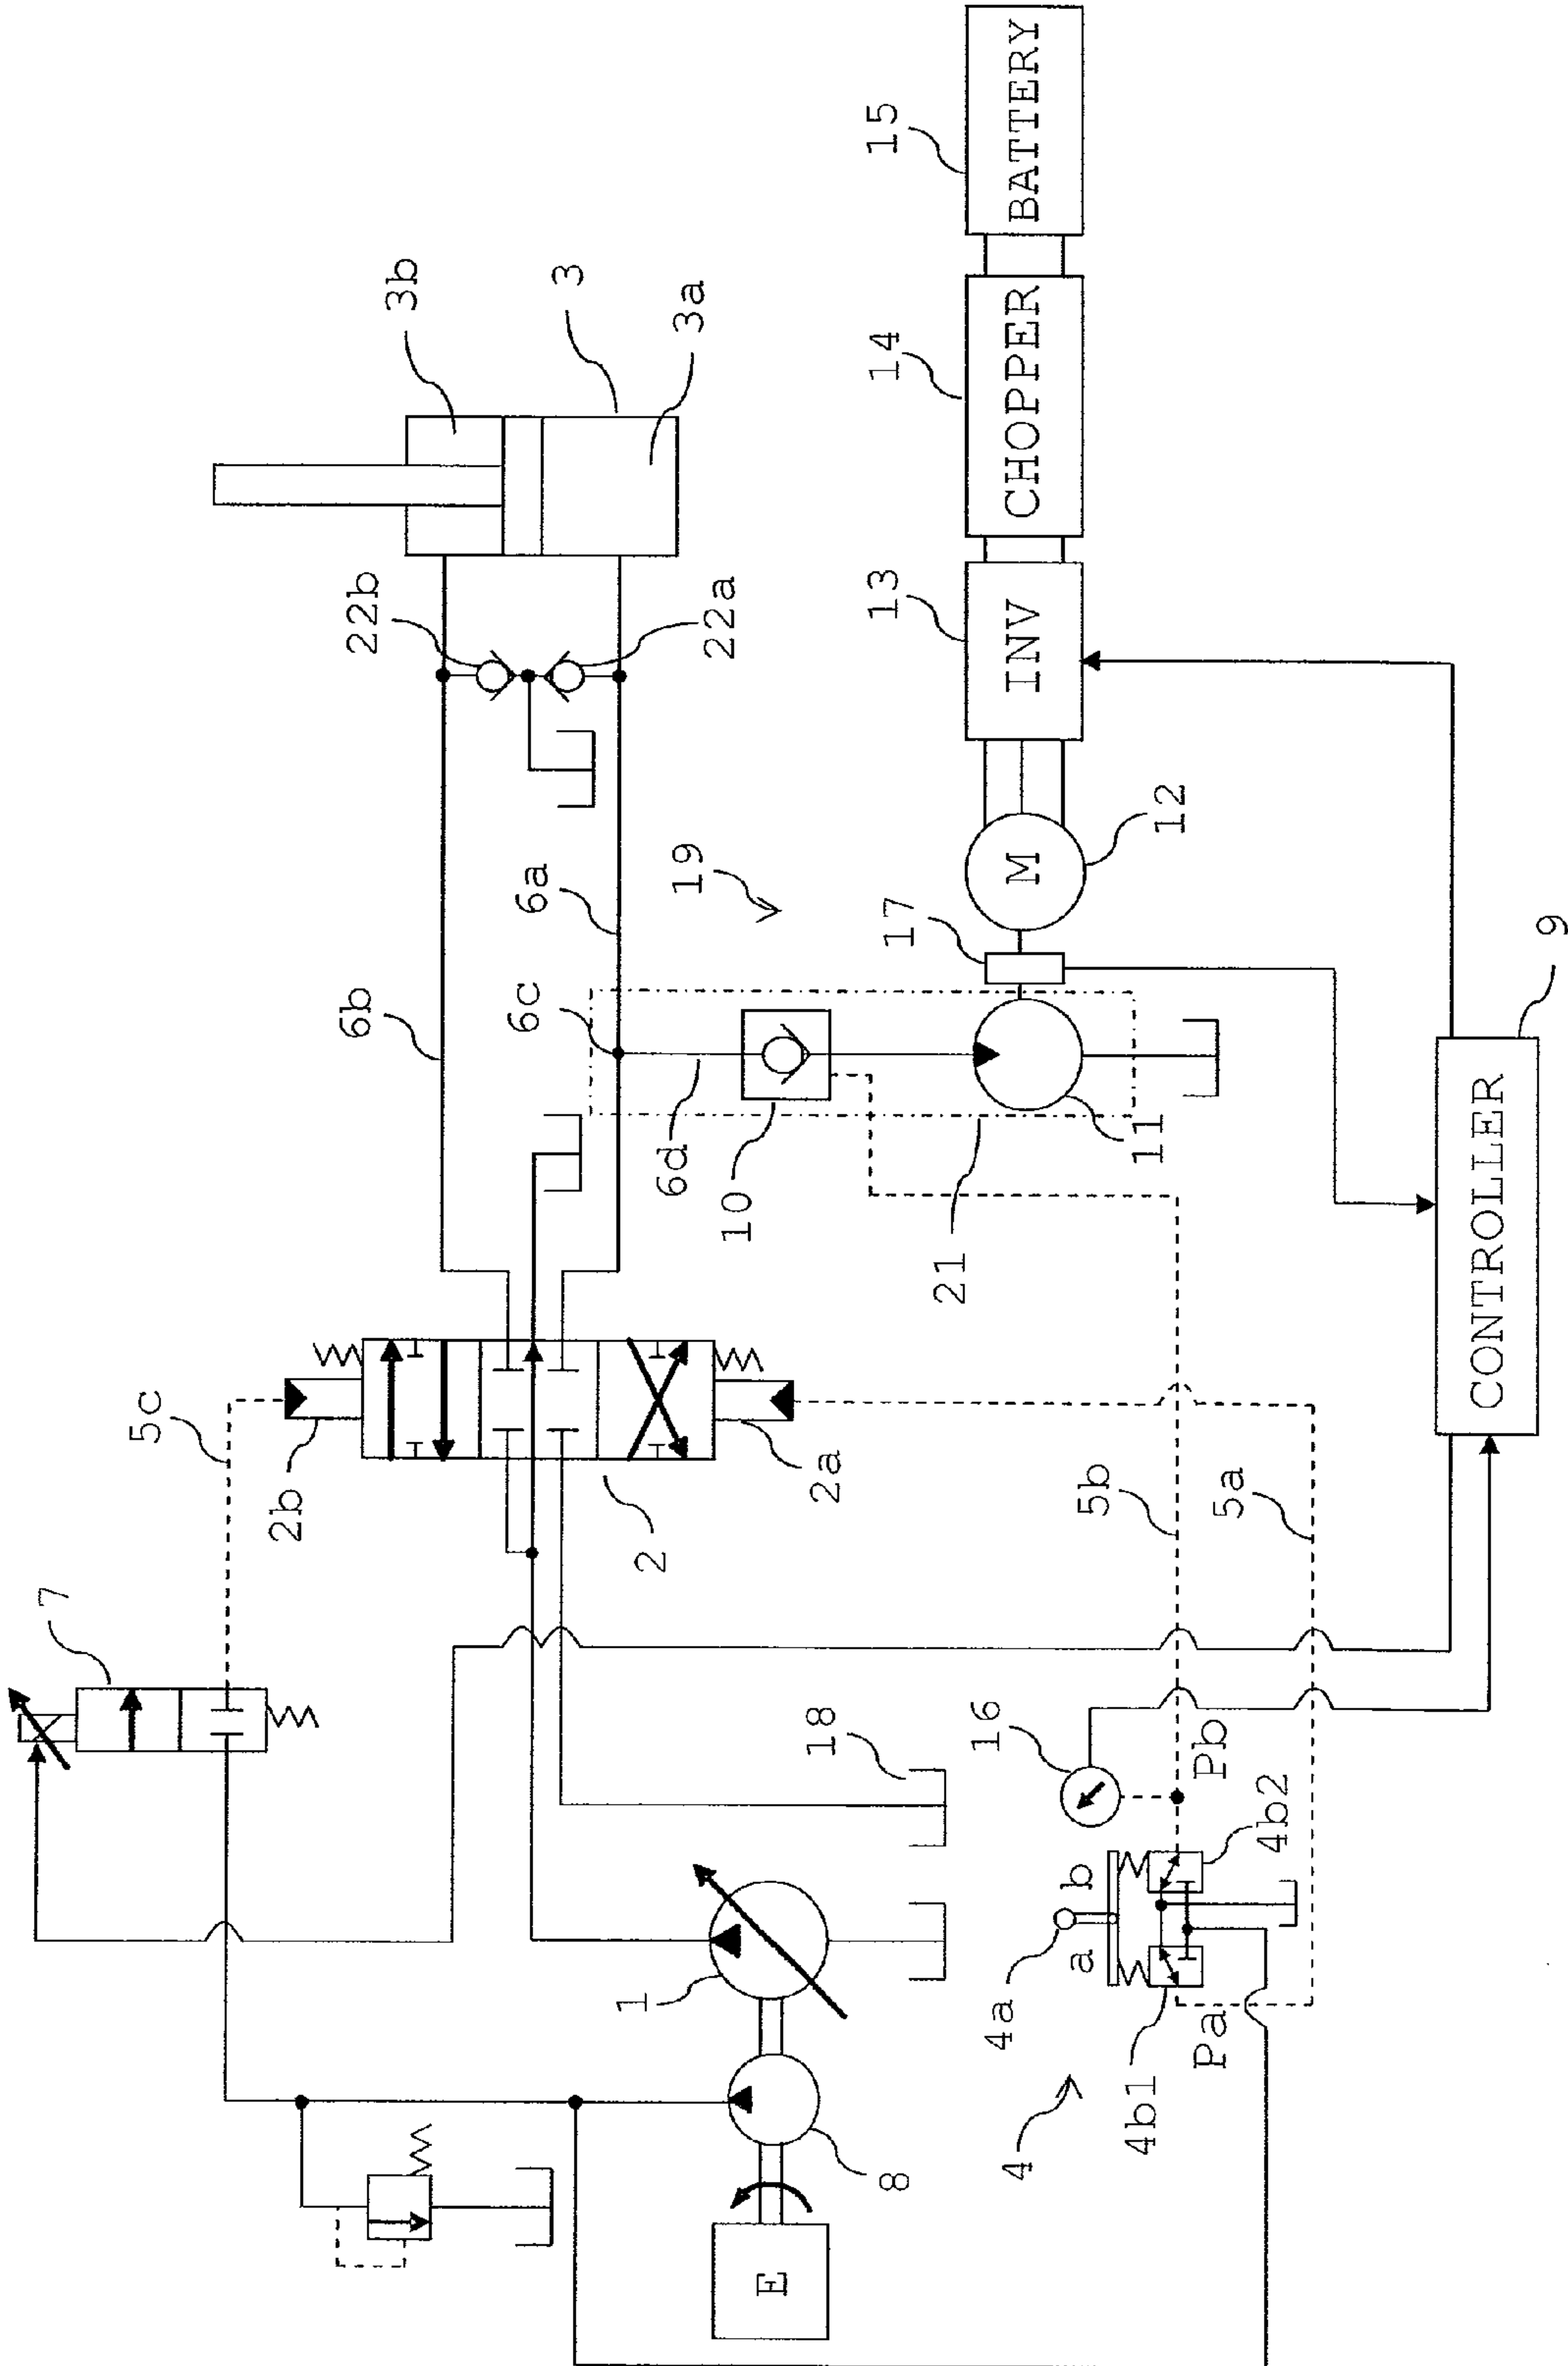 3b
3
3a
22b
22a
15
BATTERY
14
CHOPPER
13
INV
M
12
17
19
6a
6b
6c
6d
10
21
11
9
CONTROLLER
5c
2b
2a
2
7
5b
5a
16
18
Pb
4b2
a b
4a
4
4b1
Pa
1
8
E